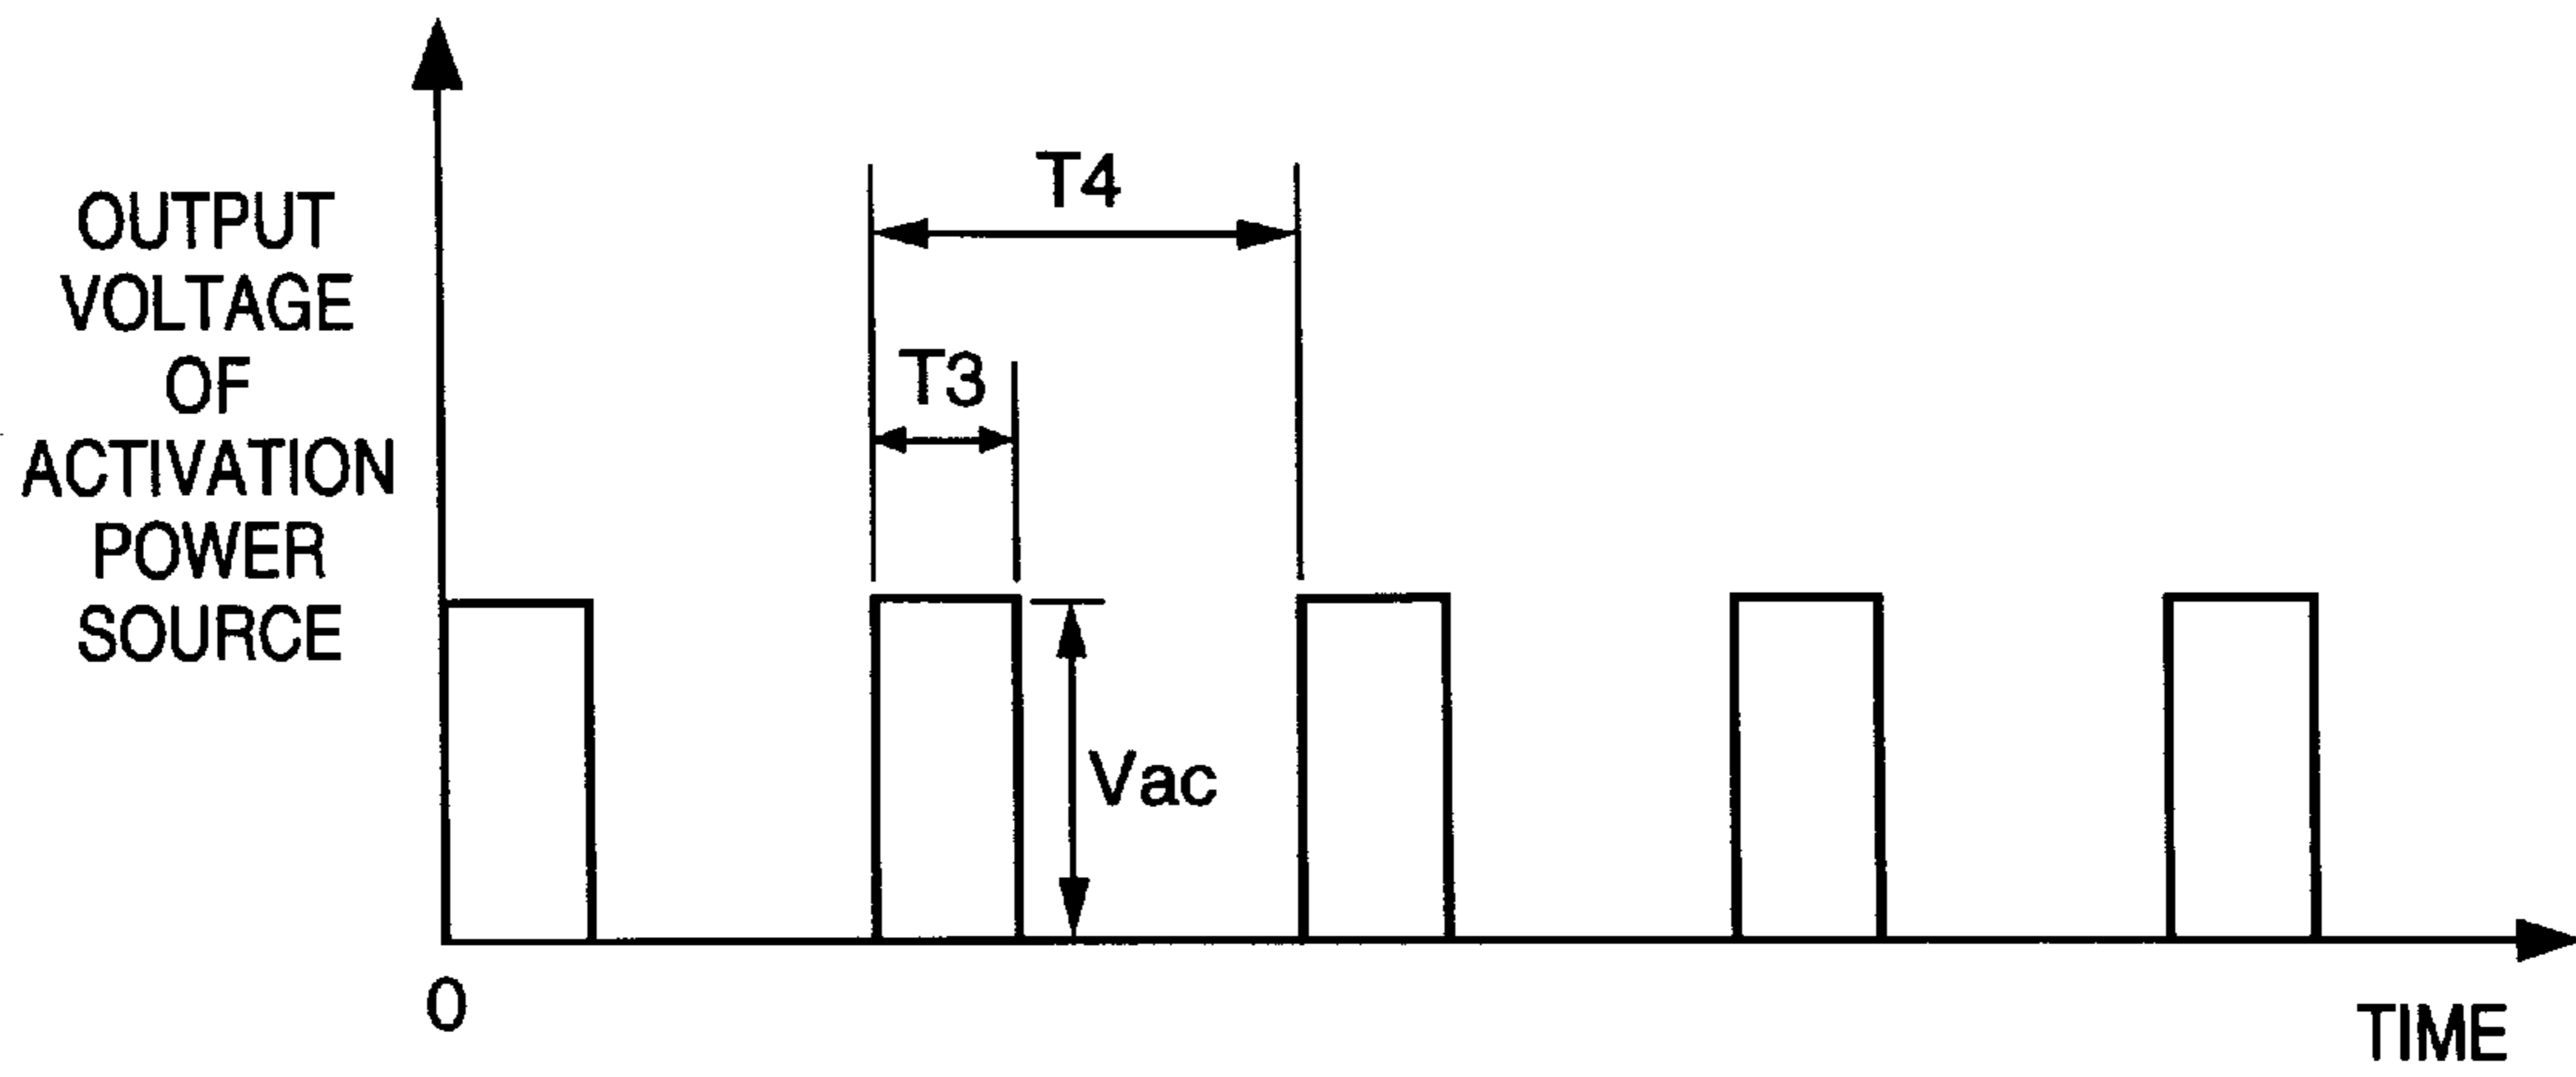 OUTPUT
VOLTAGE
OF
ACTIVATION
POWER
SOURCE
T4
T3
Vac
0
TIME